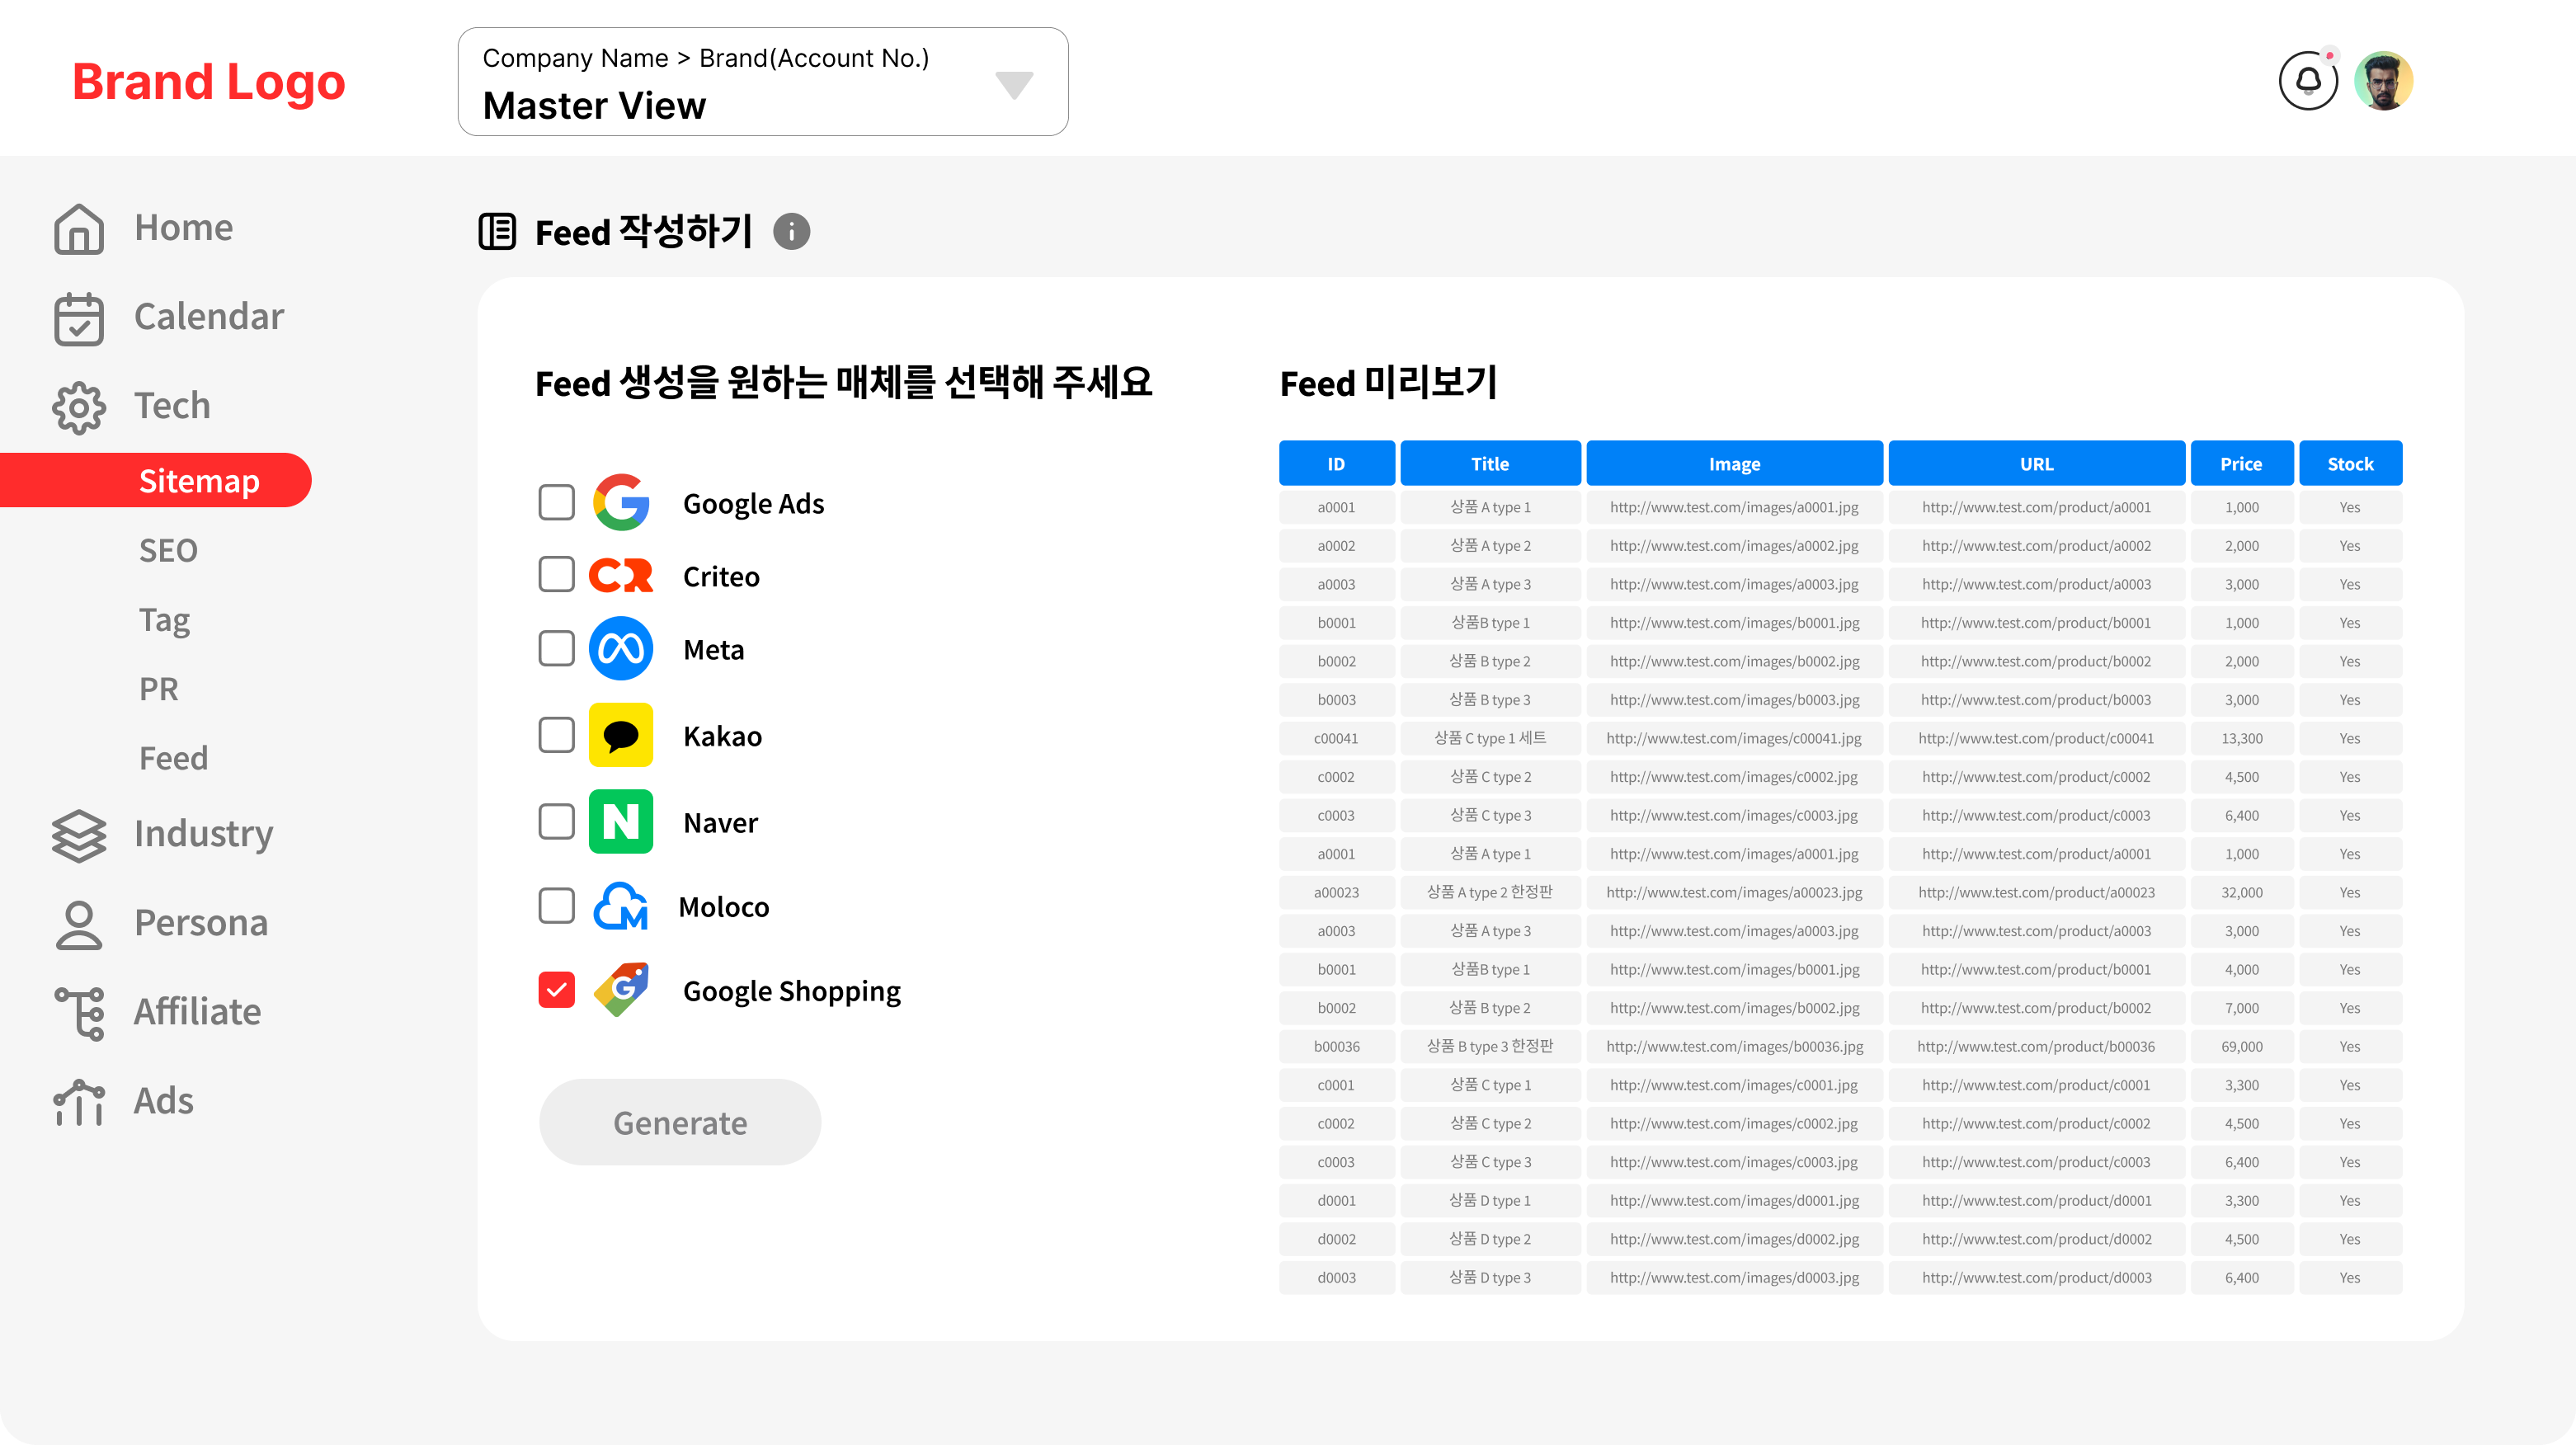 Brand Logo
Company Name > Brand(Account No.)
Master View
Home
Calendar
Tech
Sitemap
SEO
Tag
PR
Feed
Industry
Persona
Affiliate
Ads
Feed 작성하기
Feed 생성을 원하는 매체를 선택해 주세요
Google Ads
Criteo
Meta
Kakao
Naver
Moloco
Google Shopping
Generate
Feed 미리보기
ID Title Image URL Price Stock
a0001 상품 A type 1 http://www.test.com/images/a0001.jpg http://www.test.com/product/a0001 1,000 Yes
a0002 상품 A type 2 http://www.test.com/images/a0002.jpg http://www.test.com/product/a0002 2,000 Yes
a0003 상품 A type 3 http://www.test.com/images/a0003.jpg http://www.test.com/product/a0003 3,000 Yes
b0001 상품B type 1 http://www.test.com/images/b0001.jpg http://www.test.com/product/b0001 1,000 Yes
b0002 상품 B type 2 http://www.test.com/images/b0002.jpg http://www.test.com/product/b0002 2,000 Yes
b0003 상품 B type 3 http://www.test.com/images/b0003.jpg http://www.test.com/product/b0003 3,000 Yes
c00041 상품 C type 1 세트 http://www.test.com/images/c00041.jpg http://www.test.com/product/c00041 13,300 Yes
c0002 상품 C type 2 http://www.test.com/images/c0002.jpg http://www.test.com/product/c0002 4,500 Yes
c0003 상품 C type 3 http://www.test.com/images/c0003.jpg http://www.test.com/product/c0003 6,400 Yes
a0001 상품 A type 1 http://www.test.com/images/a0001.jpg http://www.test.com/product/a0001 1,000 Yes
a00023 상품 A type 2 한정판 http://www.test.com/images/a00023.jpg http://www.test.com/product/a00023 32,000 Yes
a0003 상품 A type 3 http://www.test.com/images/a0003.jpg http://www.test.com/product/a0003 3,000 Yes
b0001 상품B type 1 http://www.test.com/images/b0001.jpg http://www.test.com/product/b0001 4,000 Yes
b0002 상품 B type 2 http://www.test.com/images/b0002.jpg http://www.test.com/product/b0002 7,000 Yes
b00036 상품 B type 3 한정판 http://www.test.com/images/b00036.jpg http://www.test.com/product/b00036 69,000 Yes
c0001 상품 C type 1 http://www.test.com/images/c0001.jpg http://www.test.com/product/c0001 3,300 Yes
c0002 상품 C type 2 http://www.test.com/images/c0002.jpg http://www.test.com/product/c0002 4,500 Yes
c0003 상품 C type 3 http://www.test.com/images/c0003.jpg http://www.test.com/product/c0003 6,400 Yes
d0001 상품 D type 1 http://www.test.com/images/d0001.jpg http://www.test.com/product/d0001 3,300 Yes
d0002 상품 D type 2 http://www.test.com/images/d0002.jpg http://www.test.com/product/d0002 4,500 Yes
d0003 상품 D type 3 http://www.test.com/images/d0003.jpg http://www.test.com/product/d0003 6,400 Yes